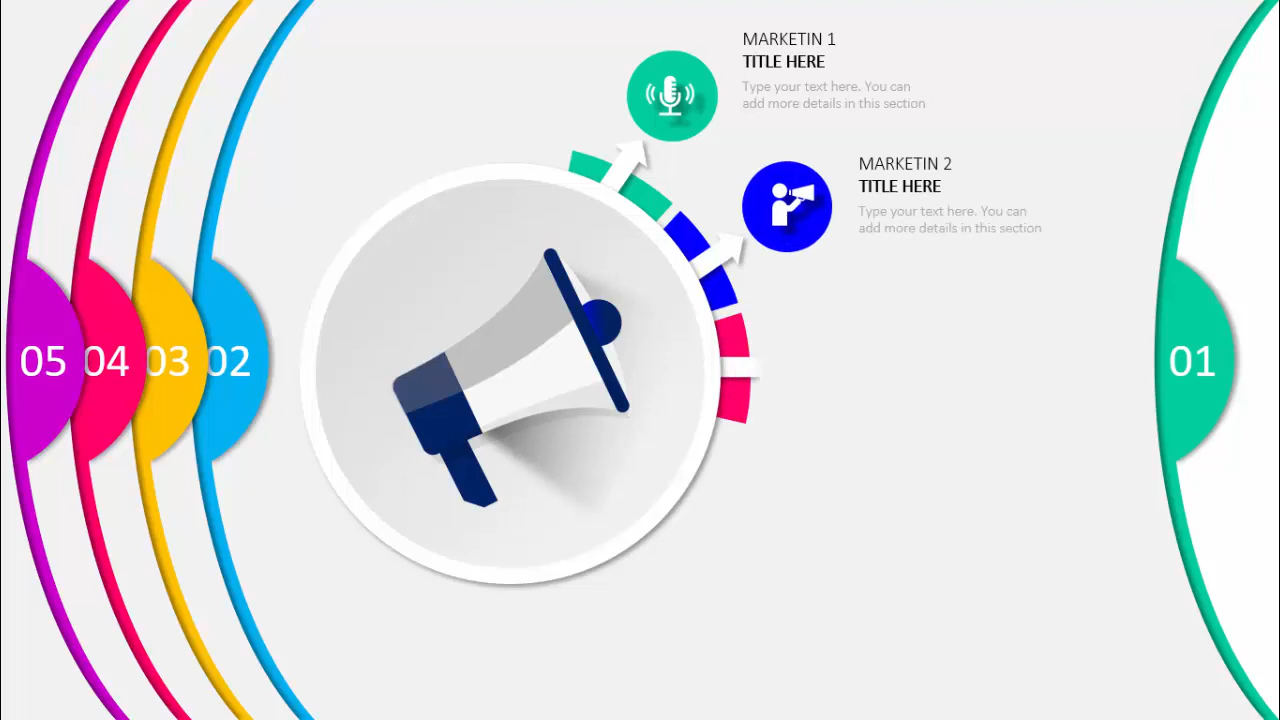 MARKETIN 1
TITLE HERE
Type your text here. You can
add more details in this section
MARKETIN 2
TITLE HERE
Type your text here. You can
add more details in this section
05
04
03
02
01